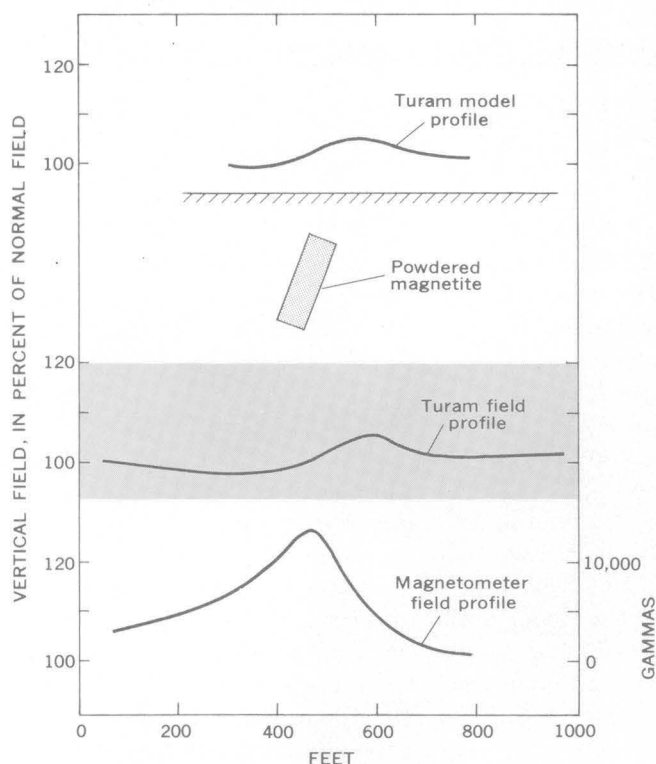 120
Turam model
profile
100
Powdered
magnetite
120
Turam field
profile
100
120
10,000
Magnetometer
field profile
100
0
0
200
400
600
800
1000
FEET
VERTICAL FIELD, IN PERCENT OF NORMAL FIELD
GAMMAS